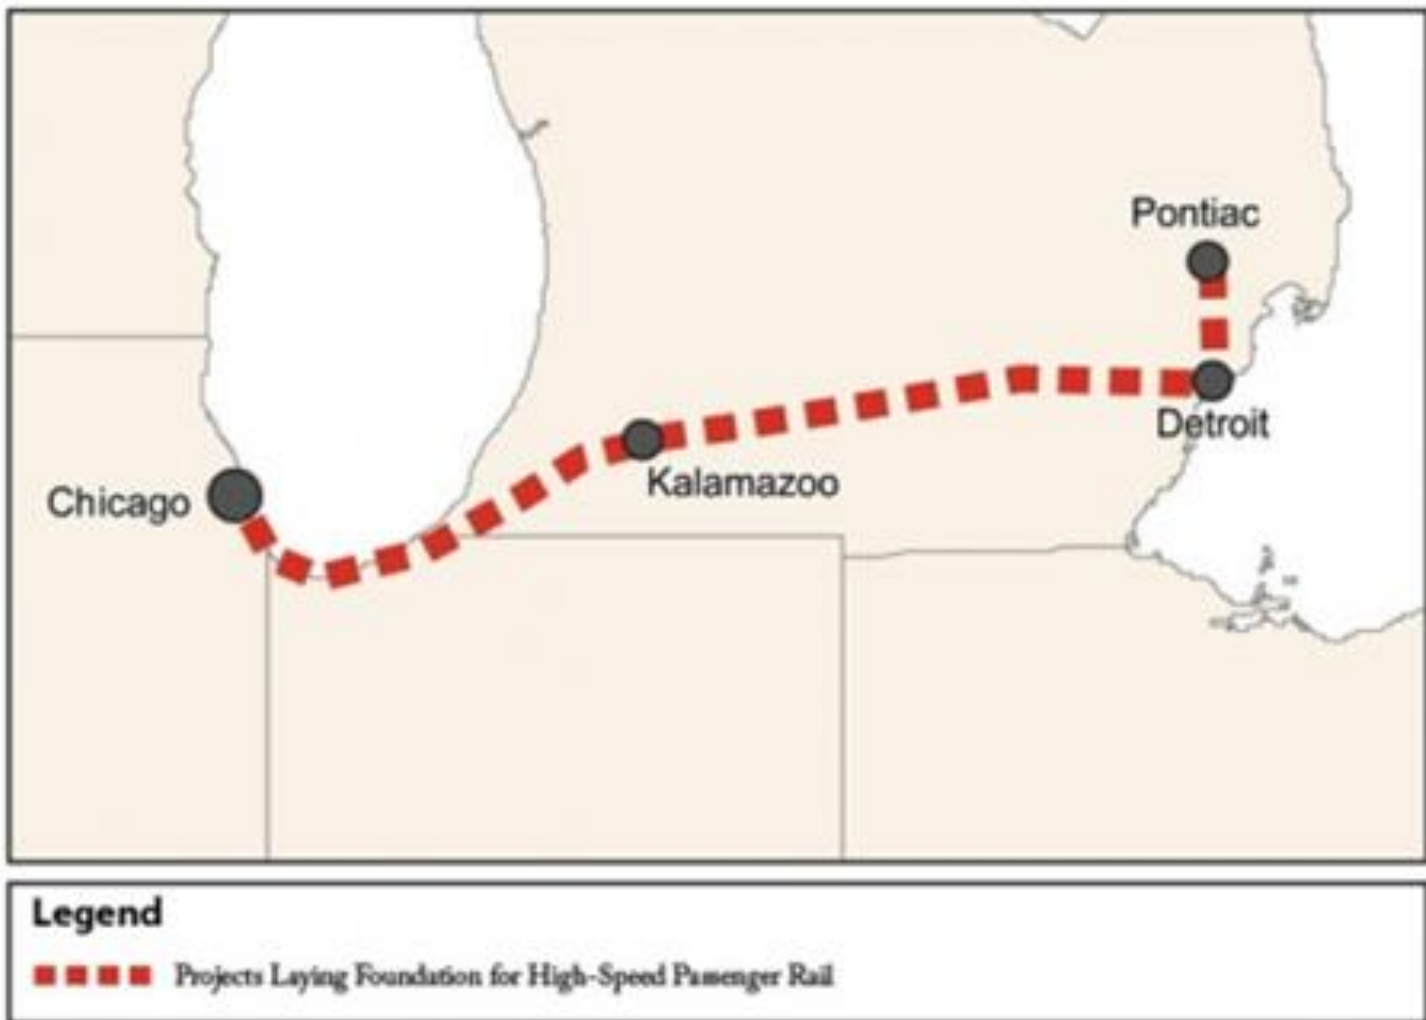 Pontiac
Detroit
Kalamazoo
Chicago
Legend
Projects Laying Foundation for High-Speed Passenger Rail